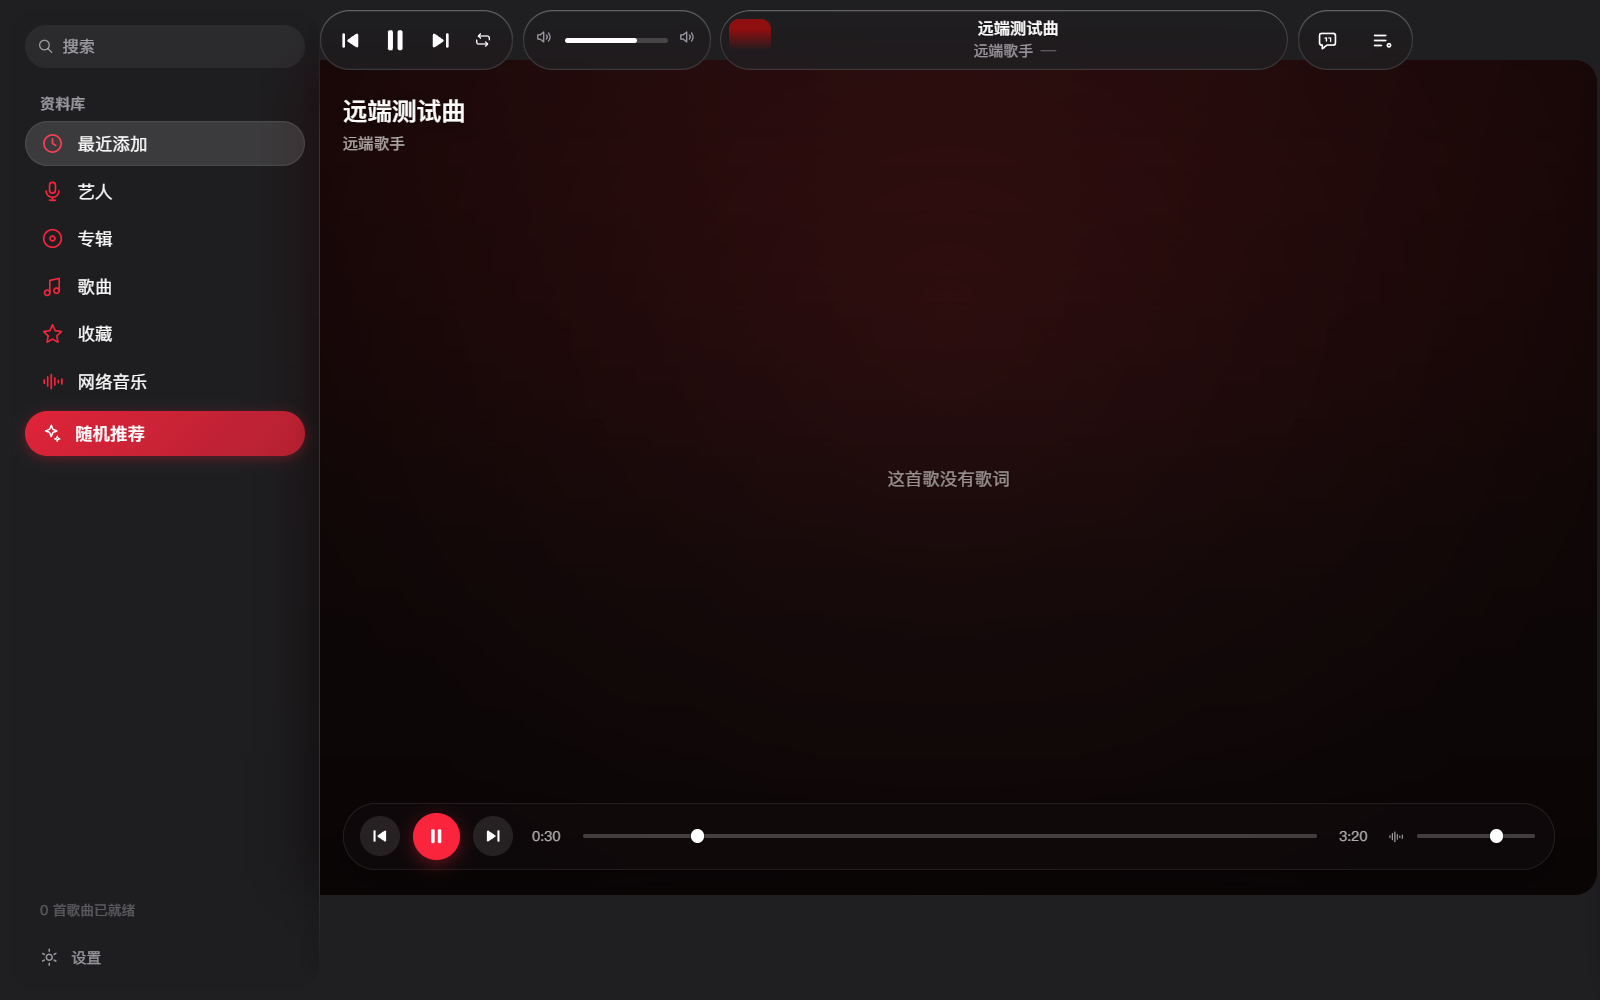 搜索
资料库
最近添加
艺人
专辑
歌曲
收藏
网络音乐
随机推荐
0 首歌曲已就绪
设置
远端测试曲
远端歌手 —
远端测试曲
远端歌手
这首歌没有歌词
0:30
3:20